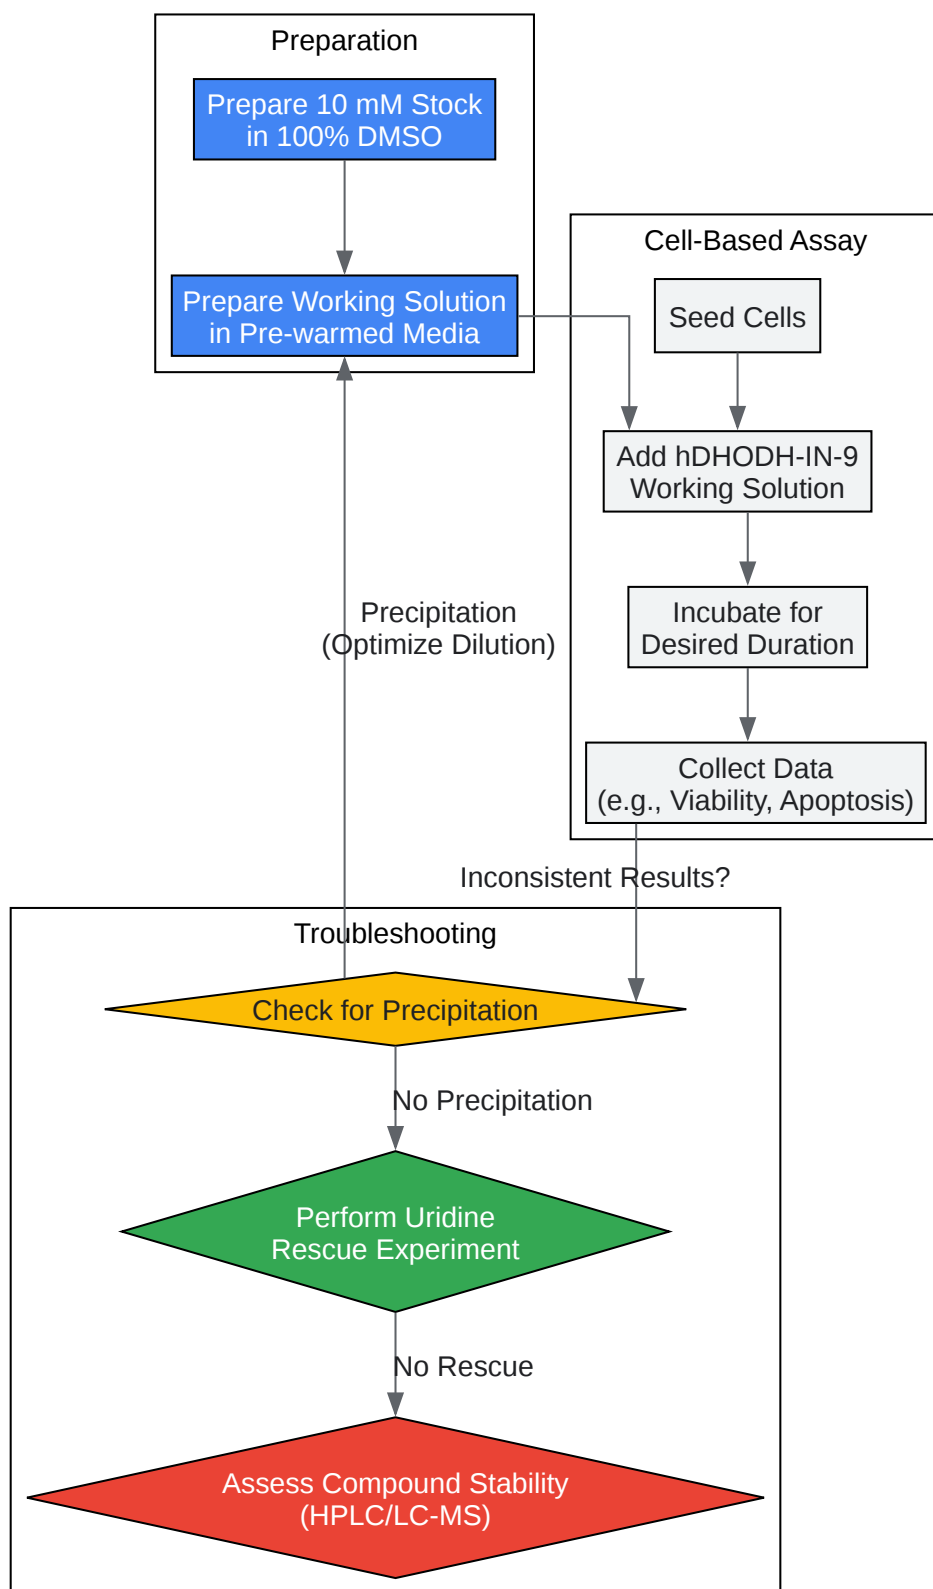 Preparation
Prepare 10 mM Stock
in 100% DMSO
Prepare Working Solution
in Pre-warmed Media
Cell-Based Assay
Seed Cells
Add hDHODH-IN-9
Working Solution
Incubate for
Desired Duration
Precipitation
(Optimize Dilution)
Collect Data
(e.g., Viability, Apoptosis)
Inconsistent Results?
Troubleshooting
Check for Precipitation
No Precipitation
Perform Uridine
Rescue Experiment
No Rescue
Assess Compound Stability
(HPLC/LC-MS)